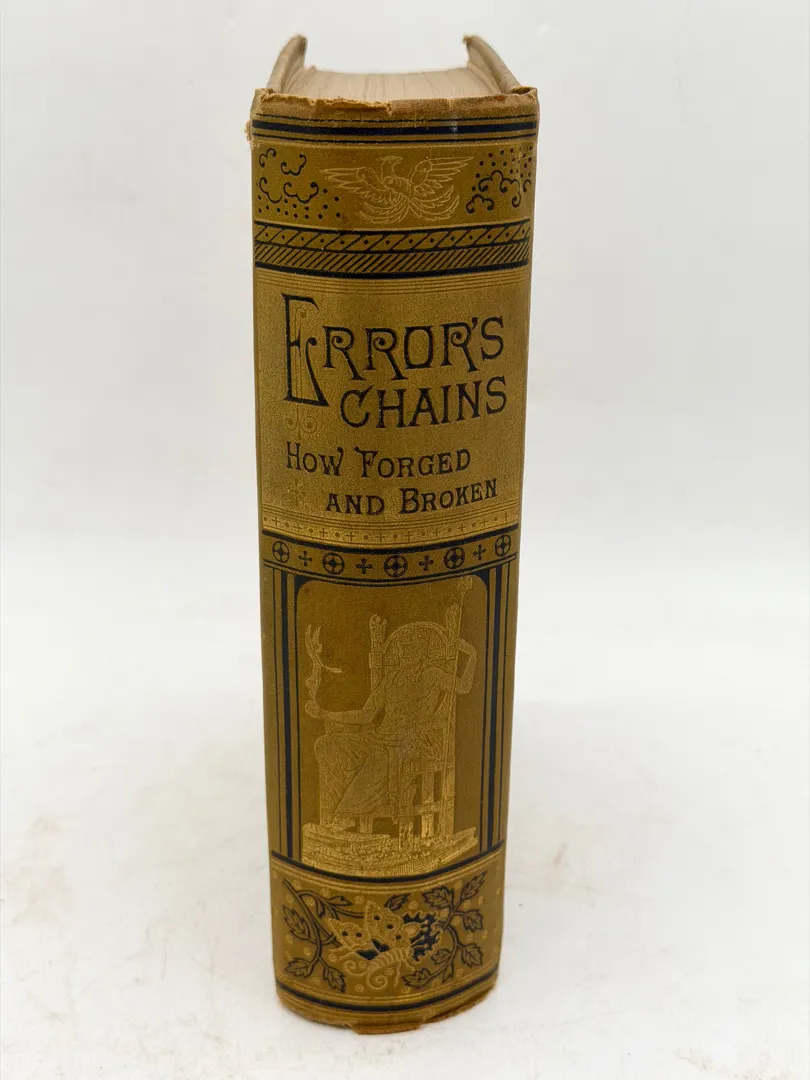 ERROR'S
CHAINS
HOW FORGED
AND BROKEN